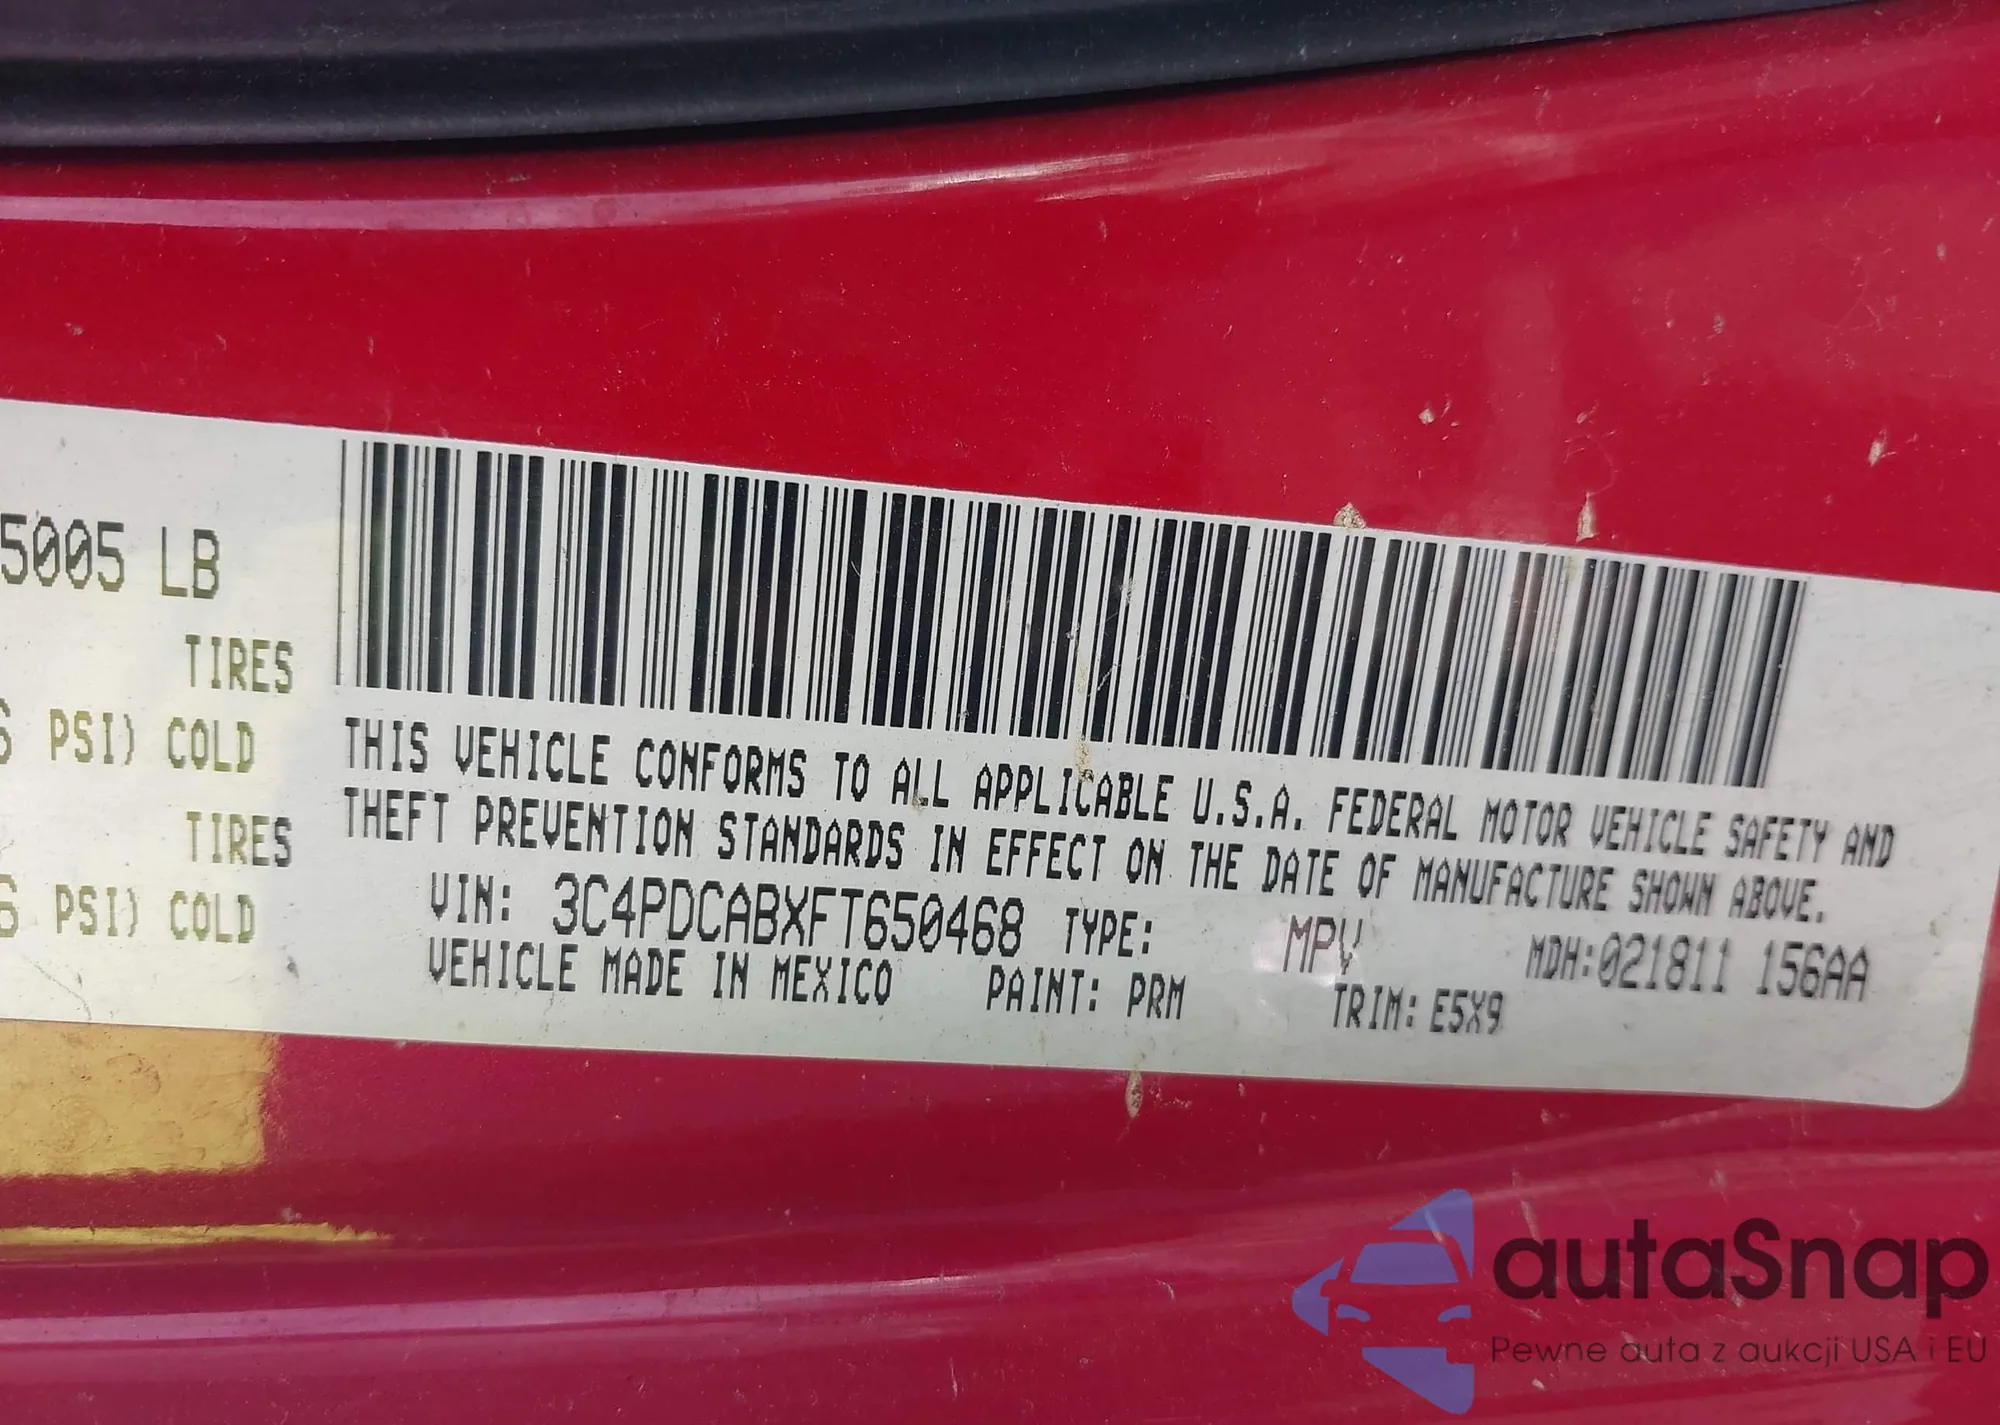 5005 LB
TIRES
6 PSI) COLD
TIRES
6 PSI) COLD
THIS VEHICLE CONFORMS TO ALL APPLICABLE U.S.A. FEDERAL MOTOR VEHICLE SAFETY AND
THEFT PREVENTION STANDARDS IN EFFECT ON THE DATE OF MANUFACTURE SHOWN ABOVE.
VIN: 3C4PDCABXFT650468 TYPE: MPV MDH:021811 156AA
VEHICLE MADE IN MEXICO PAINT: PRM TRIM: E5X9
autaSnap
Pewne auta z aukcji USA i EU